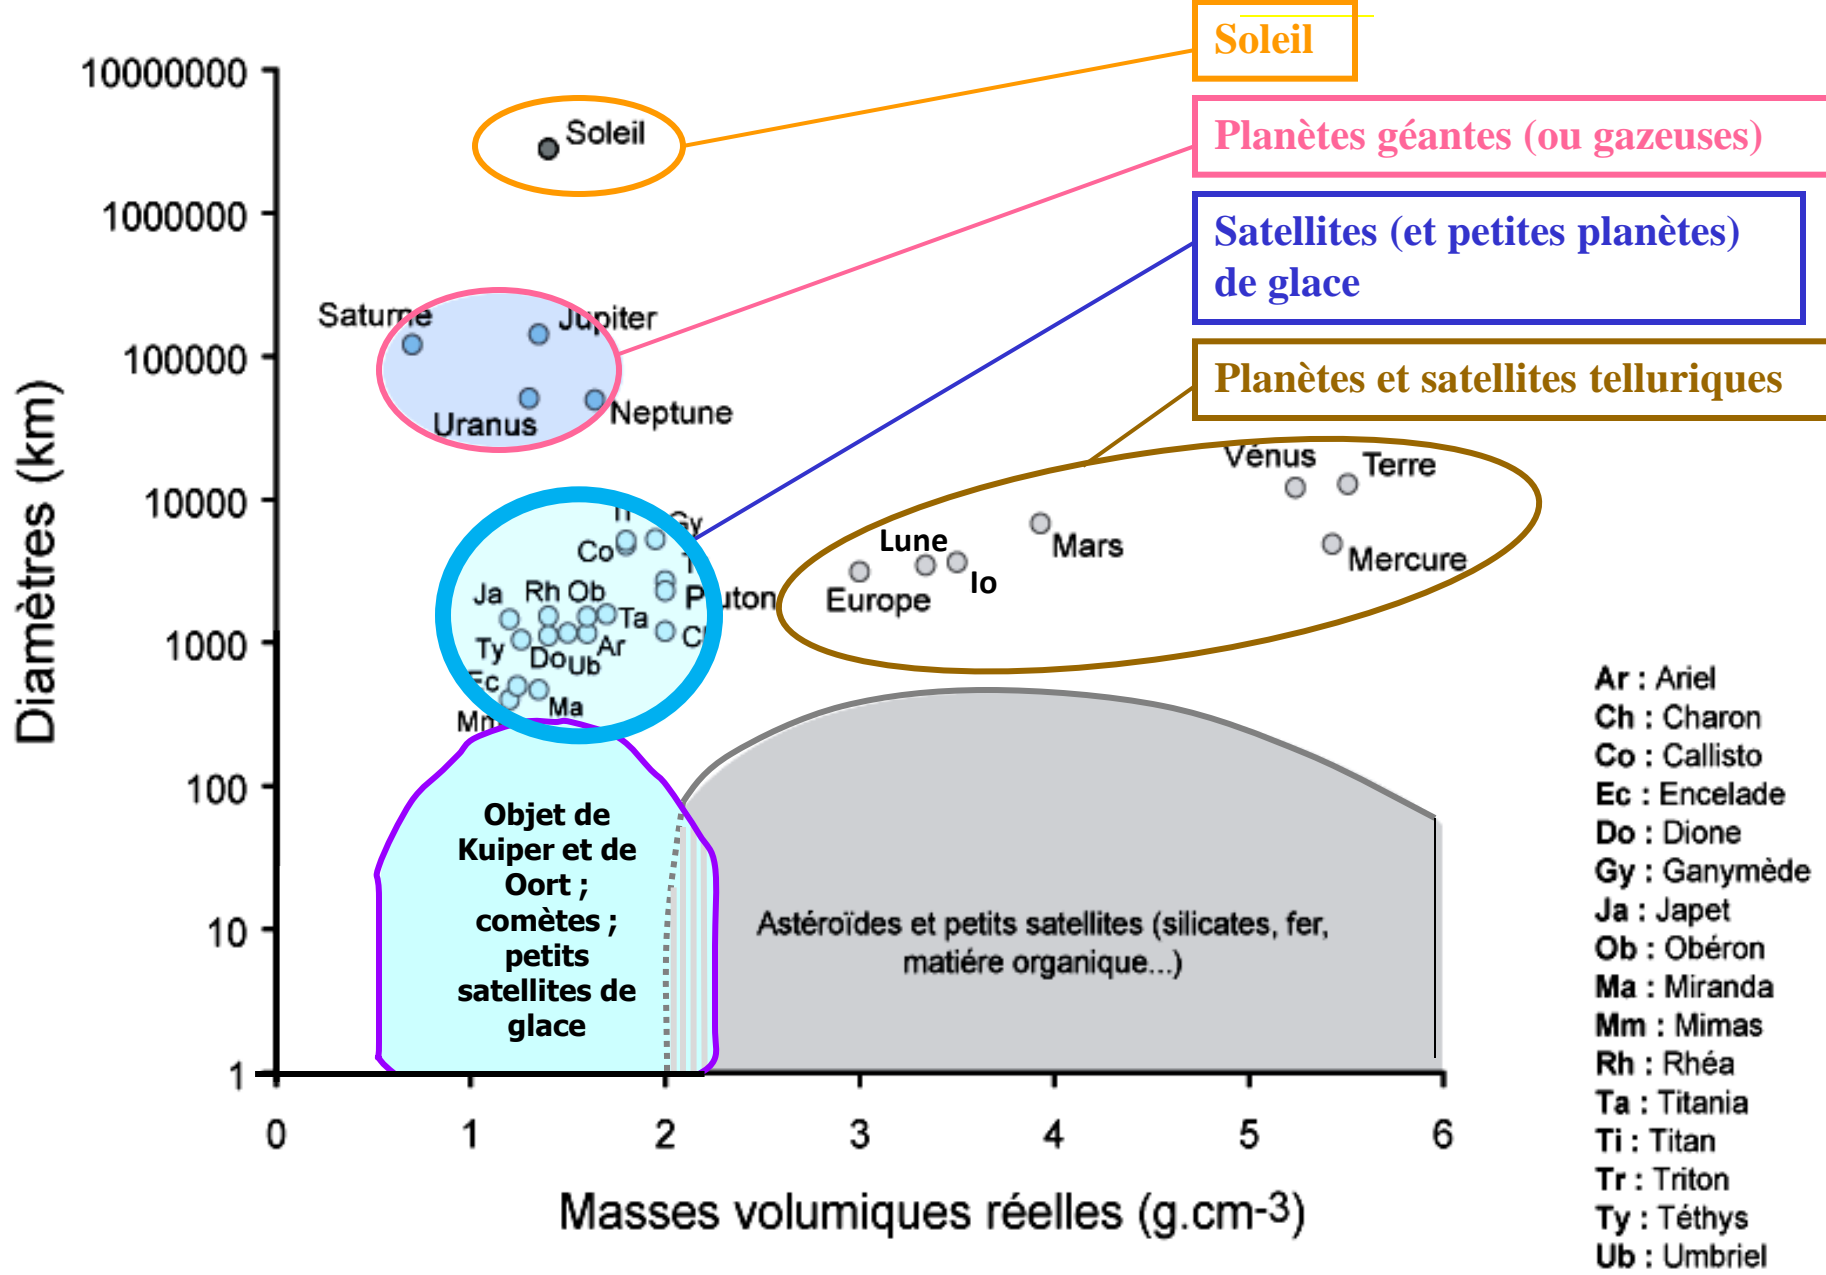 Soleil
Planètes géantes (ou gazeuses)
Satellites (et petites planètes)
de glace
Planètes et satellites telluriques
Diamètres (km)
10000000
1000000
100000
10000
1000
100
10
1
Soleil
Saturne
Jupiter
Uranus
Neptune
Vénus
Terre
Mars
Mercure
Lune
Io
Europe
Gy
Co
Pluton
Ja
Rh
Ob
Ta
Ty
Do
Ub
Ar
Ec
Ma
Mm
Objet de
Kuiper et de
Oort ;
comètes ;
petits
satellites de
glace
Astéroïdes et petits satellites (silicates, fer,
matiére organique...)
0
1
2
3
4
5
6
Masses volumiques réelles (g.cm-3)
Ar : Ariel
Ch : Charon
Co : Callisto
Ec : Encelade
Do : Dione
Gy : Ganymède
Ja : Japet
Ob : Obéron
Ma : Miranda
Mm : Mimas
Rh : Rhéa
Ta : Titania
Ti : Titan
Tr : Triton
Ty : Téthys
Ub : Umbriel